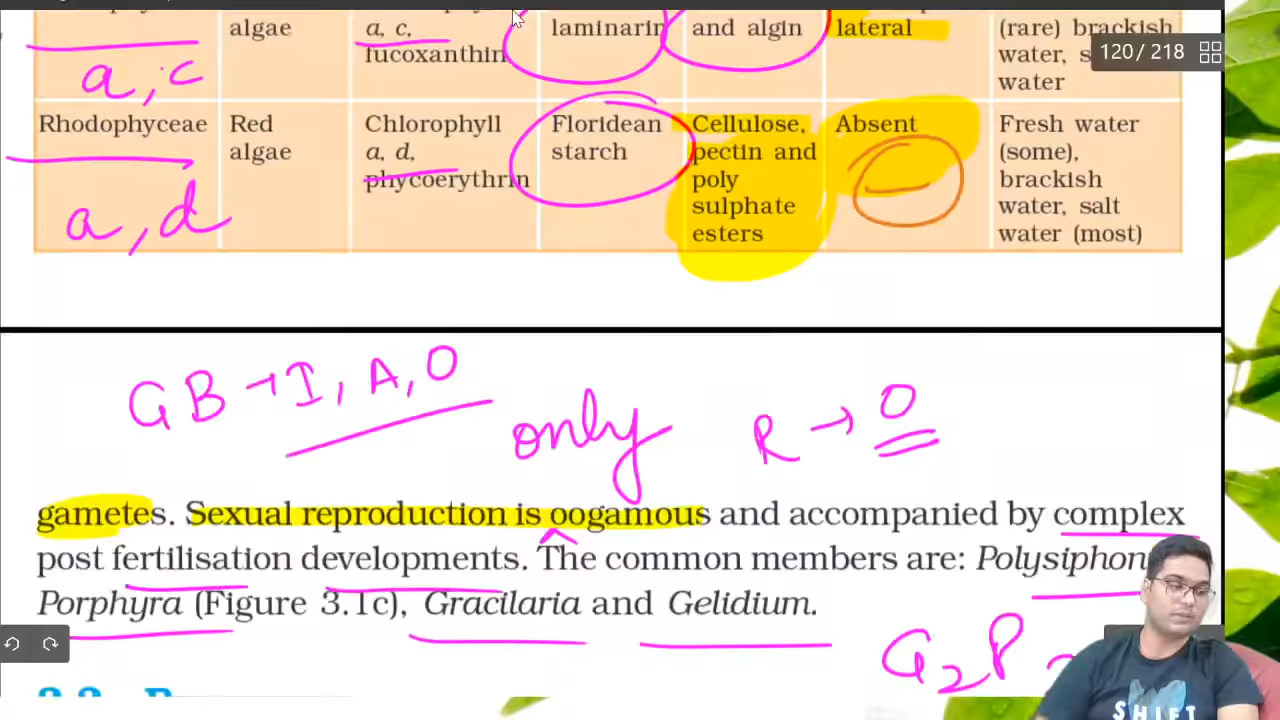 algae
a, c,
fucoxanthin
laminarin
and algin
lateral
(rare) brackish
water, s
water
120 / 218
a, c
Rhodophyceae
Red
algae
Chlorophyll
a, d,
phycoerythrin
Floridean
starch
Cellulose,
pectin and
poly
sulphate
esters
Absent
Fresh water
(some),
brackish
water, salt
water (most)
a, d
GB → I, A, O
only
R → O
gametes. Sexual reproduction is oogamous and accompanied by complex
post fertilisation developments. The common members are: Polysiphon
Porphyra (Figure 3.1c), Gracilaria and Gelidium.
G2P
SHIFT